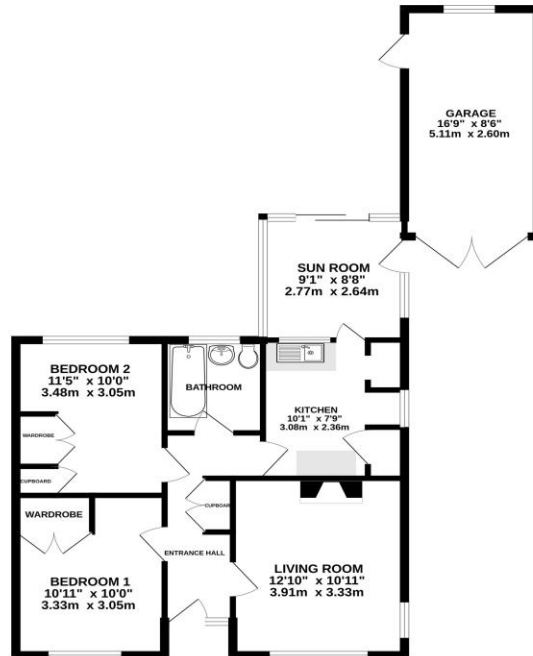 GARAGE
16'9" x 8'6"
5.11m x 2.60m
SUN ROOM
9'1" x 8'8"
2.77m x 2.64m
BEDROOM 2
11'5" x 10'0"
3.48m x 3.05m
BATHROOM
KITCHEN
10'1" x 7'9"
3.08m x 2.36m
WARDROBE
CUPBOARD
WARDROBE
CUPBOAR
ENTRANCE HALL
BEDROOM 1
10'11" x 10'0"
3.33m x 3.05m
LIVING ROOM
12'10" x 10'11"
3.91m x 3.33m